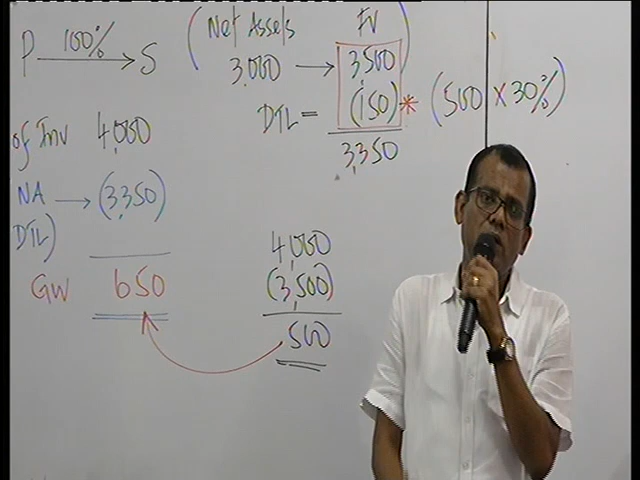 P 100% → S (Net Assets FV)
3,000 → 3,500
DTL = (150) * (500 × 30%)
3,350
of Inv 4,000
NA → (3,350)
DTL)
GW 650
4,000
(3,500)
500